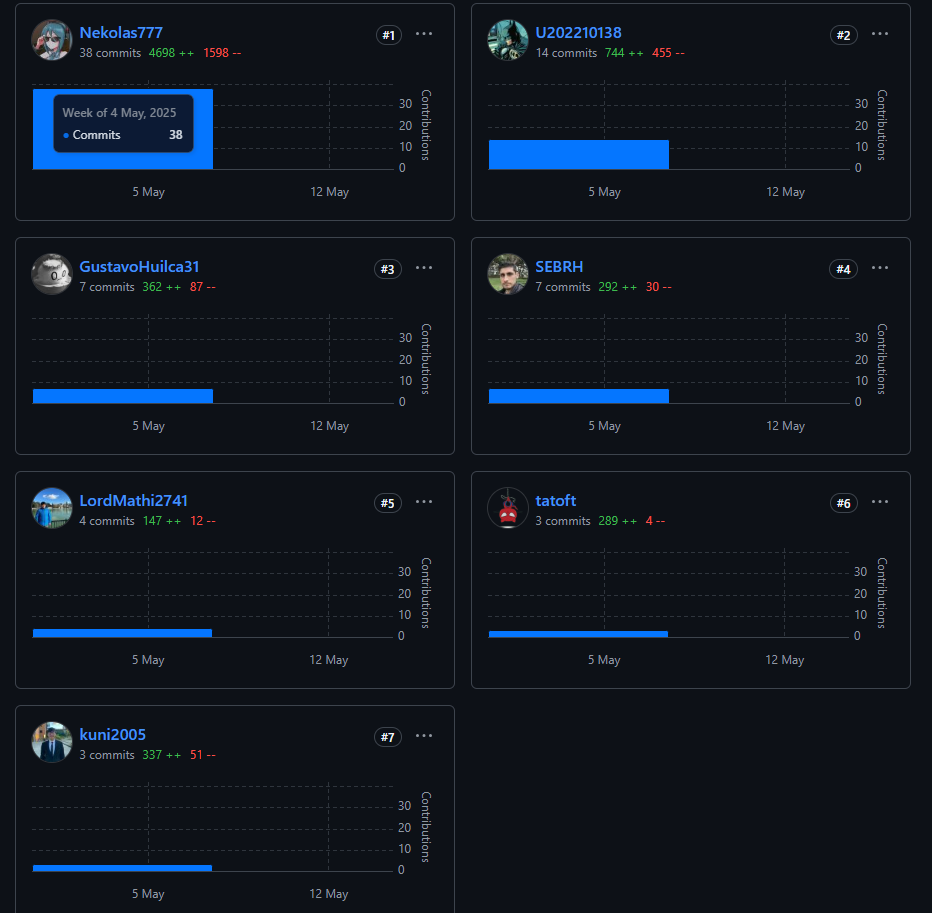 Nekolas777
#1
38 commits 4698 ++ 1598 --
Week of 4 May, 2025
Commits 38
30
20
10
0
Contributions
5 May
12 May
U202210138
#2
14 commits 744 ++ 455 --
30
20
10
0
Contributions
5 May
12 May
GustavoHuilca31
#3
7 commits 362 ++ 87 --
30
20
10
0
Contributions
5 May
12 May
SEBRH
#4
7 commits 292 ++ 30 --
30
20
10
0
Contributions
5 May
12 May
LordMathi2741
#5
4 commits 147 ++ 12 --
30
20
10
0
Contributions
5 May
12 May
tatoft
#6
3 commits 289 ++ 4 --
30
20
10
0
Contributions
5 May
12 May
kuni2005
#7
3 commits 337 ++ 51 --
30
20
10
0
Contributions
5 May
12 May